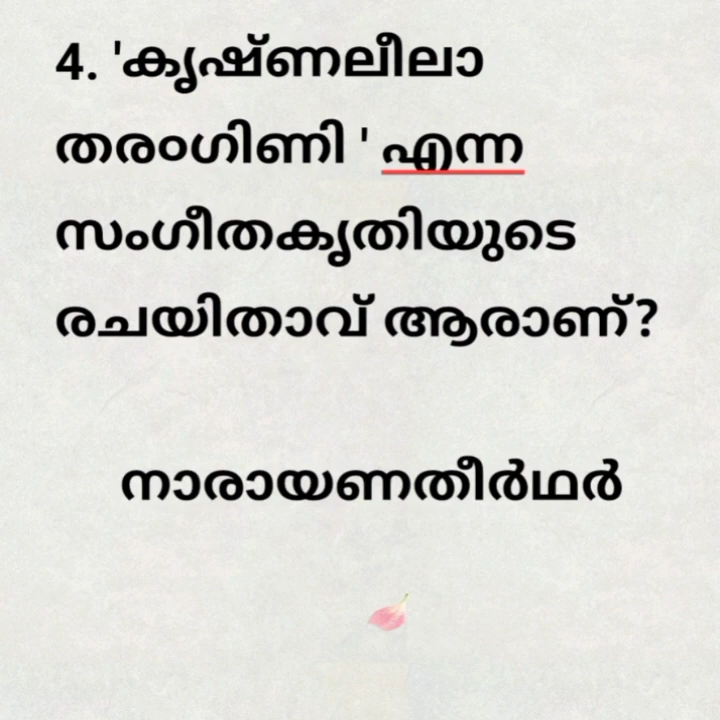 4. 'കൃഷ്ണലീലാ
തരംഗിണി ' എന്ന
സംഗീതകൃതിയുടെ
രചയിതാവ് ആരാണ്?
നാരായണതീർഥർ